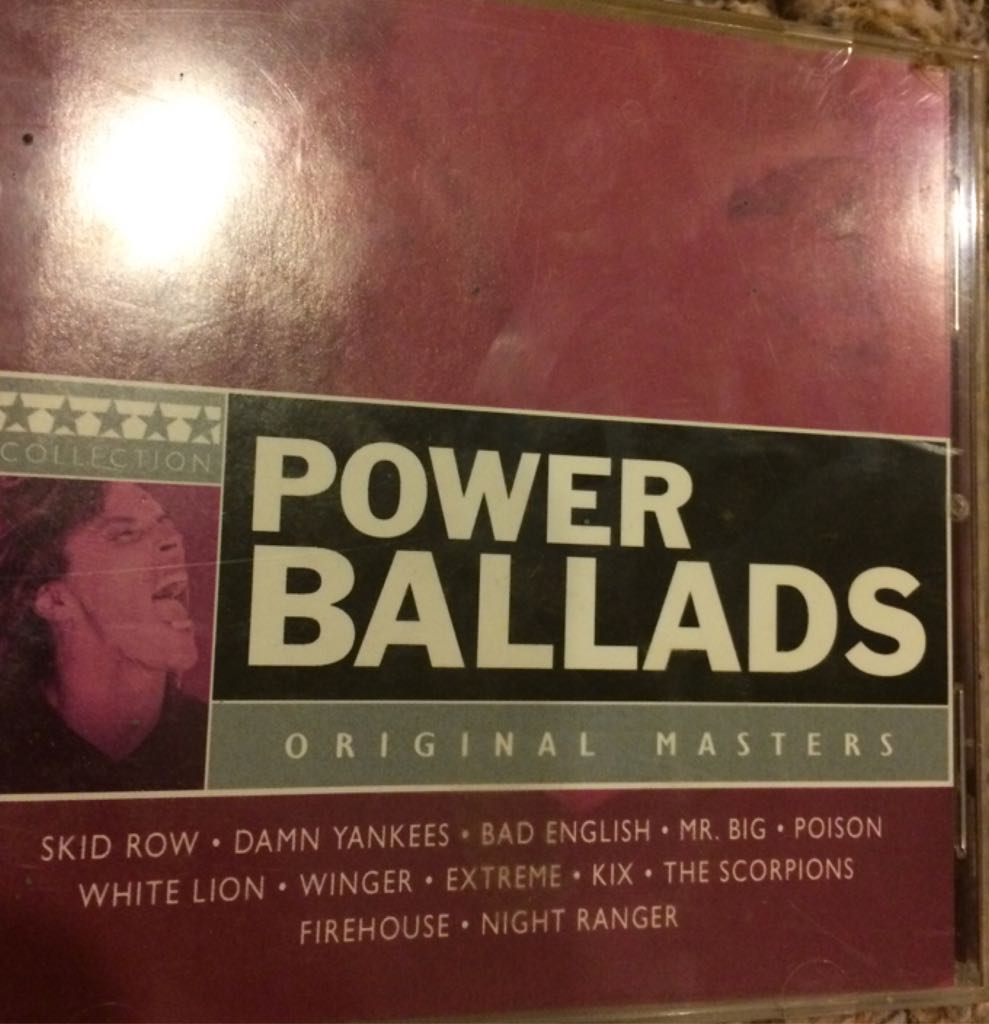 COLLECTION
POWER
BALLADS
ORIGINAL MASTERS
SKID ROW • DAMN YANKEES • BAD ENGLISH • MR. BIG • POISON
WHITE LION • WINGER • EXTREME • KIX • THE SCORPIONS
FIREHOUSE • NIGHT RANGER